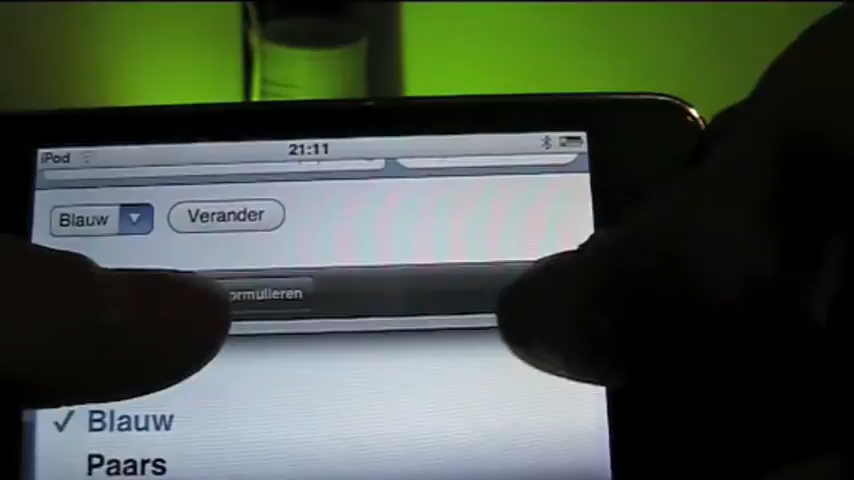 iPod 21:11
Blauw Verander
ormulieren
Blauw
Paars